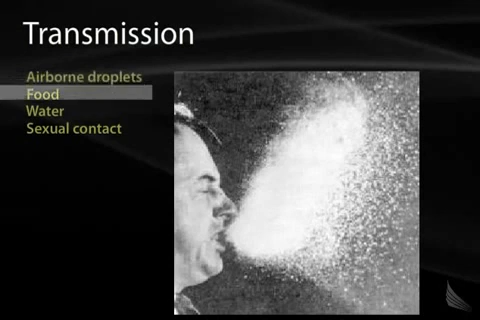 Transmission
Airborne droplets
Food
Water
Sexual contact